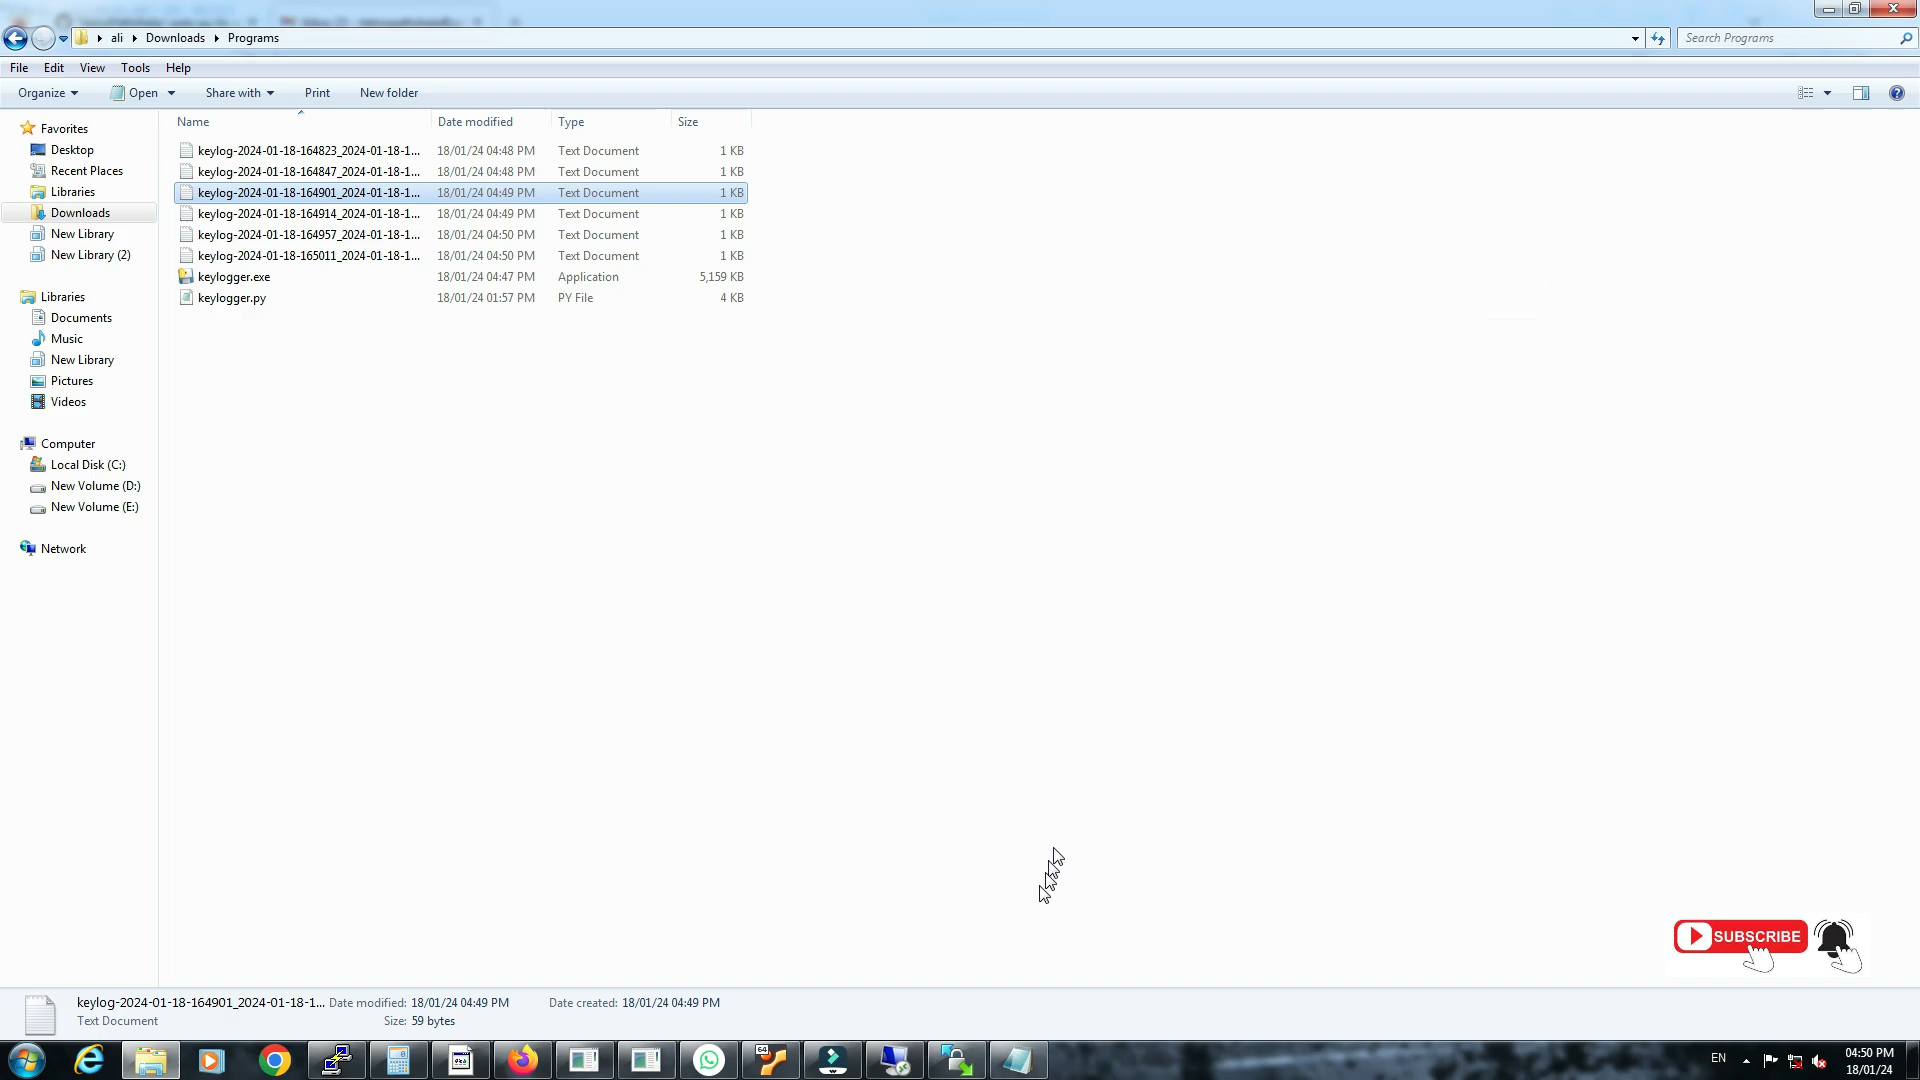 ali Downloads Programs
Search Programs
File Edit View Tools Help
Organize Open Share with Print New folder
Name Date modified Type Size
keylog-2024-01-18-164823_2024-01-18-1... 18/01/24 04:48 PM Text Document 1 KB
keylog-2024-01-18-164847_2024-01-18-1... 18/01/24 04:48 PM Text Document 1 KB
keylog-2024-01-18-164901_2024-01-18-1... 18/01/24 04:49 PM Text Document 1 KB
keylog-2024-01-18-164914_2024-01-18-1... 18/01/24 04:49 PM Text Document 1 KB
keylog-2024-01-18-164957_2024-01-18-1... 18/01/24 04:50 PM Text Document 1 KB
keylog-2024-01-18-165011_2024-01-18-1... 18/01/24 04:50 PM Text Document 1 KB
keylogger.exe 18/01/24 04:47 PM Application 5,159 KB
keylogger.py 18/01/24 01:57 PM PY File 4 KB
Favorites
Desktop
Recent Places
Libraries
Downloads
New Library
New Library (2)
Libraries
Documents
Music
New Library
Pictures
Videos
Computer
Local Disk (C:)
New Volume (D:)
New Volume (E:)
Network
SUBSCRIBE
keylog-2024-01-18-164901_2024-01-18-1... Date modified: 18/01/24 04:49 PM Date created: 18/01/24 04:49 PM
Text Document Size: 59 bytes
64
EN
04:50 PM
18/01/24